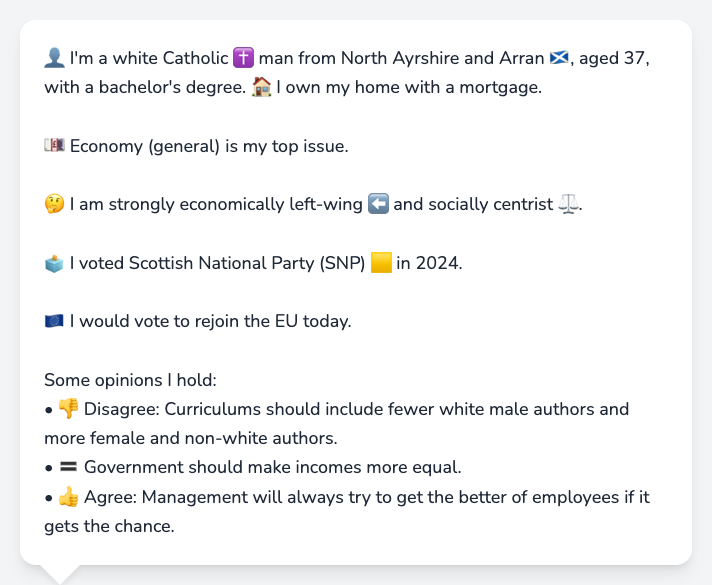 👤 I'm a white Catholic ✝️ man from North Ayrshire and Arran 🏴󠁧󠁢󠁳󠁣󠁴󠁿, aged 37,
with a bachelor's degree. 🏠 I own my home with a mortgage.
💷 Economy (general) is my top issue.
🤔 I am strongly economically left-wing ⬅️ and socially centrist ⚖️.
🗳️ I voted Scottish National Party (SNP) 🟨 in 2024.
🇪🇺 I would vote to rejoin the EU today.
Some opinions I hold:
• 👎 Disagree: Curriculums should include fewer white male authors and
more female and non-white authors.
• 🟰 Government should make incomes more equal.
• 👍 Agree: Management will always try to get the better of employees if it
gets the chance.